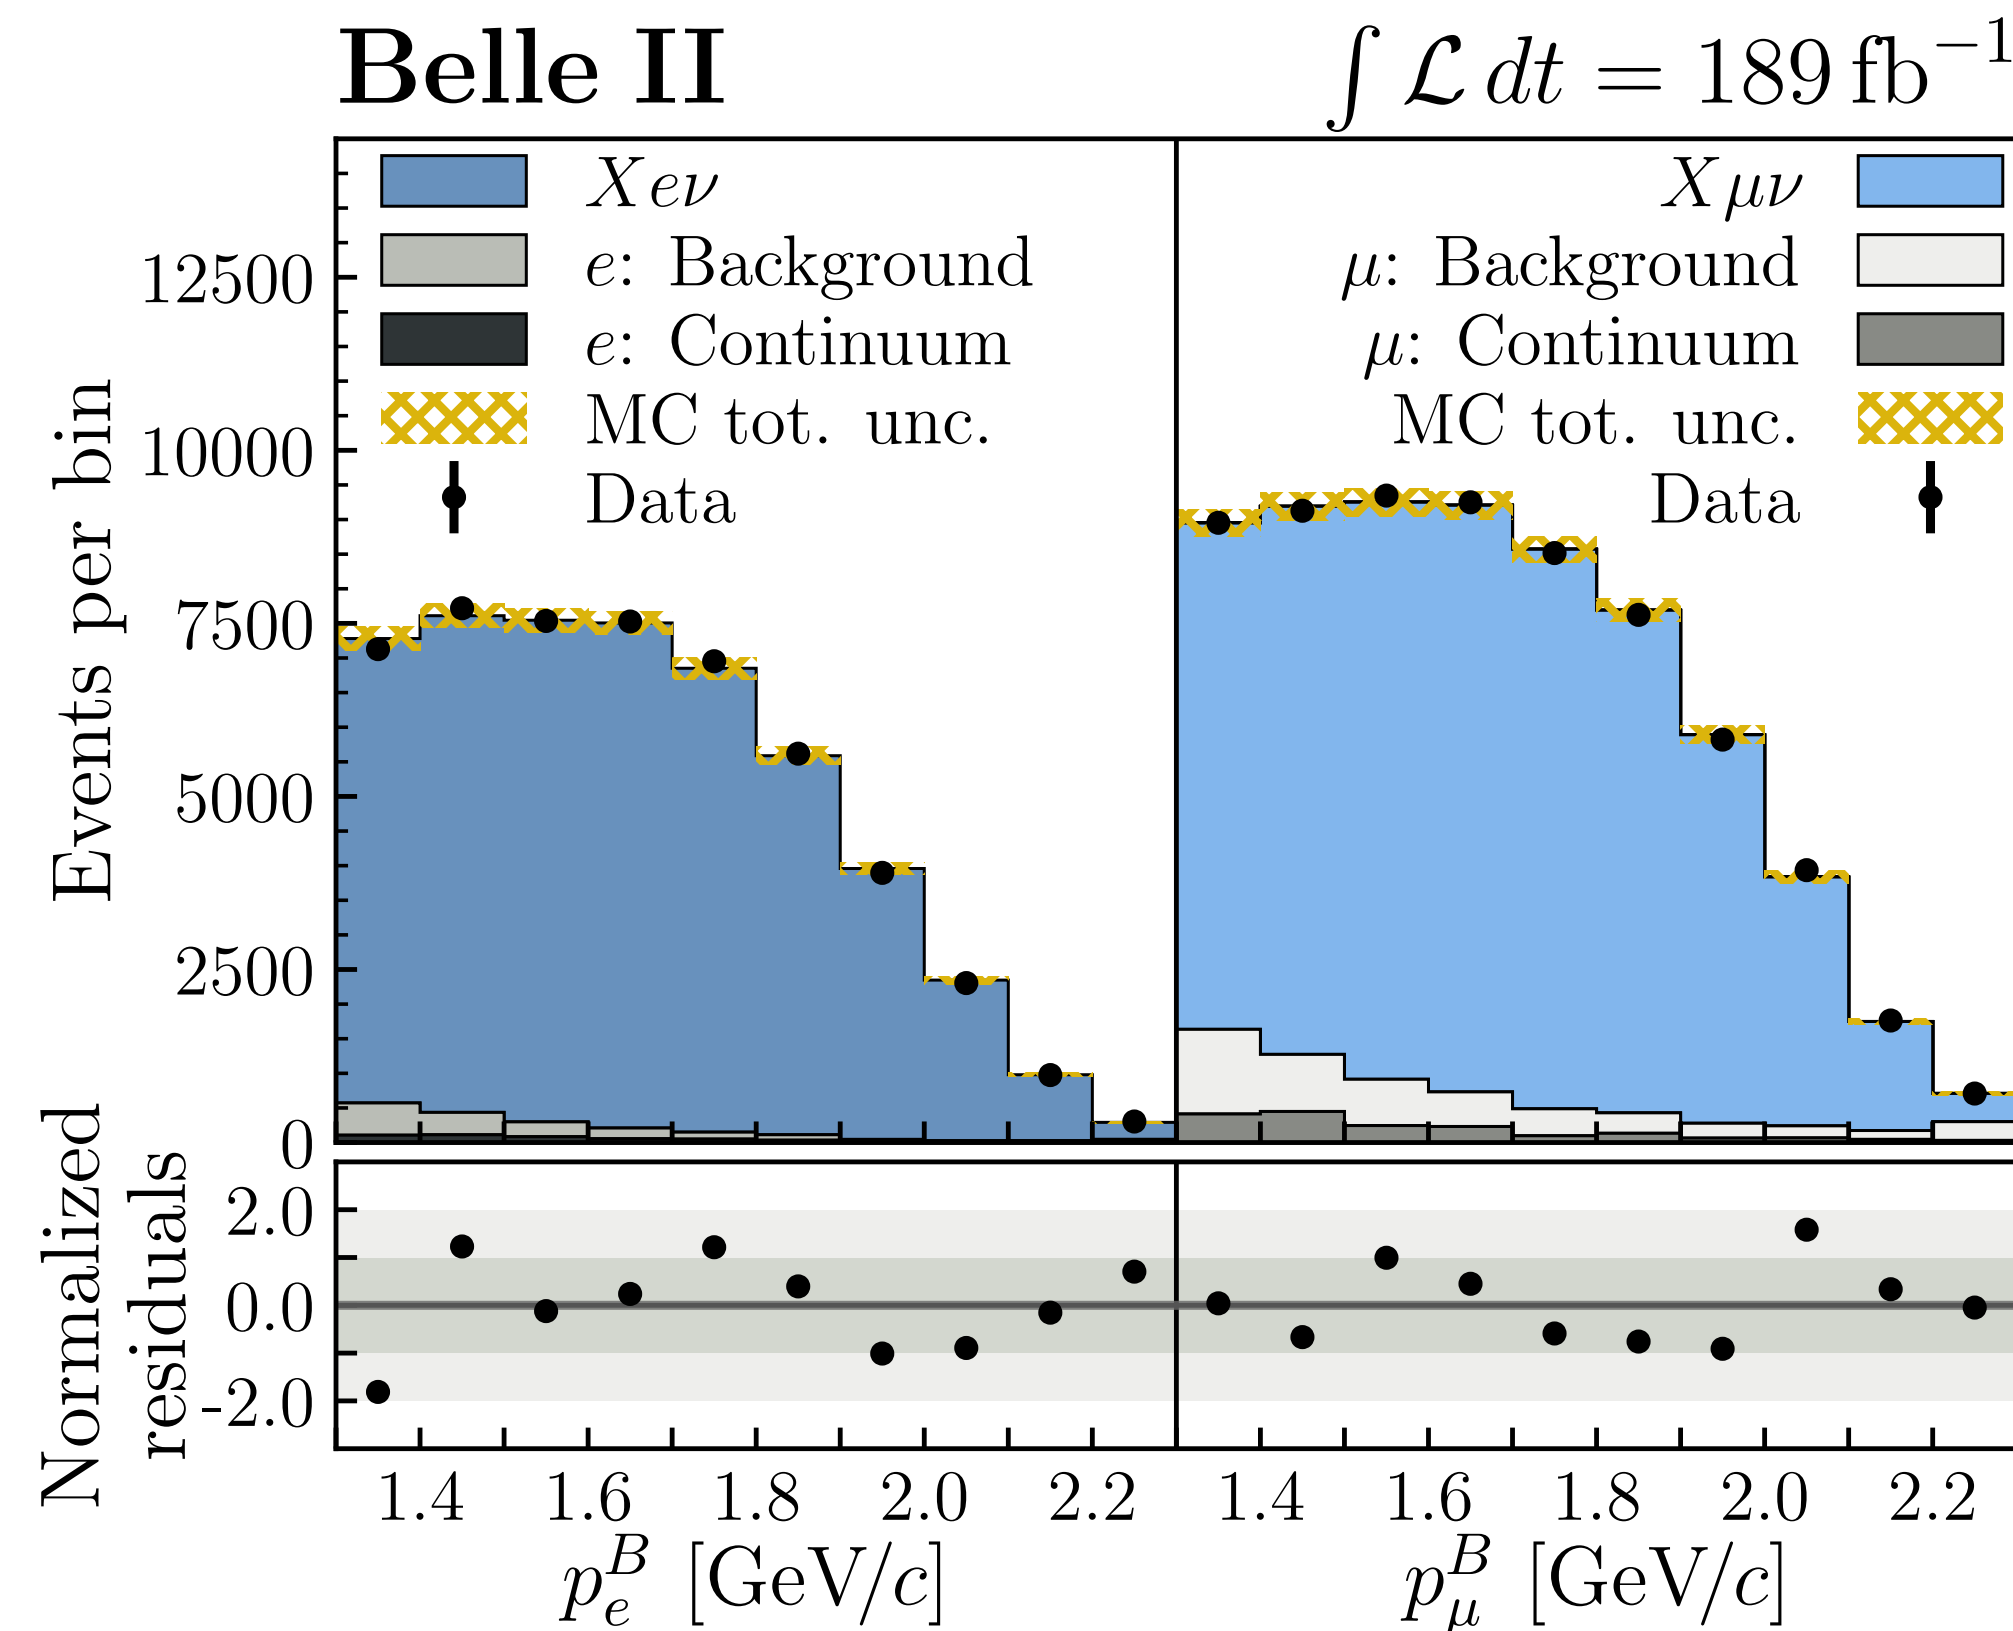 Belle II
∫ ℒ dt = 189 fb⁻¹
Xeν
e: Background
e: Continuum
MC tot. unc.
Data
Xμν
μ: Background
μ: Continuum
MC tot. unc.
Data
Events per bin
12500
10000
7500
5000
2500
0
Normalized
residuals
2.0
0.0
-2.0
1.4 1.6 1.8 2.0 2.2 1.4 1.6 1.8 2.0 2.2
p_e^B [GeV/c] p_μ^B [GeV/c]